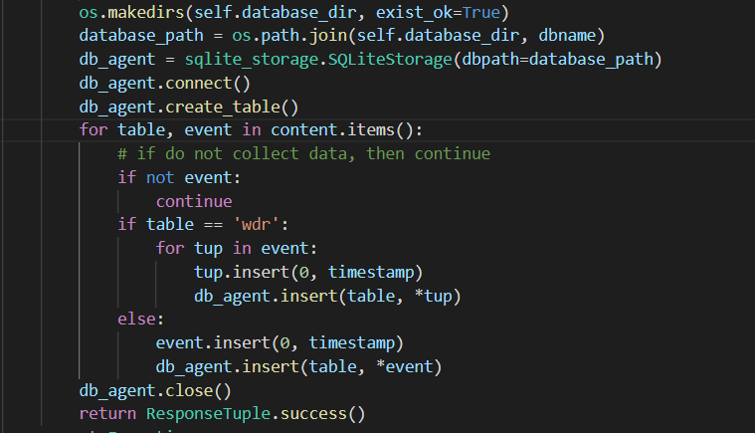 os.makedirs(self.database_dir, exist_ok=True)
database_path = os.path.join(self.database_dir, dbname)
db_agent = sqlite_storage.SQLiteStorage(dbpath=database_path)
db_agent.connect()
db_agent.create_table()
for table, event in content.items():
# if do not collect data, then continue
if not event:
continue
if table == 'wdr':
for tup in event:
tup.insert(0, timestamp)
db_agent.insert(table, *tup)
else:
event.insert(0, timestamp)
db_agent.insert(table, *event)
db_agent.close()
return ResponseTuple.success()